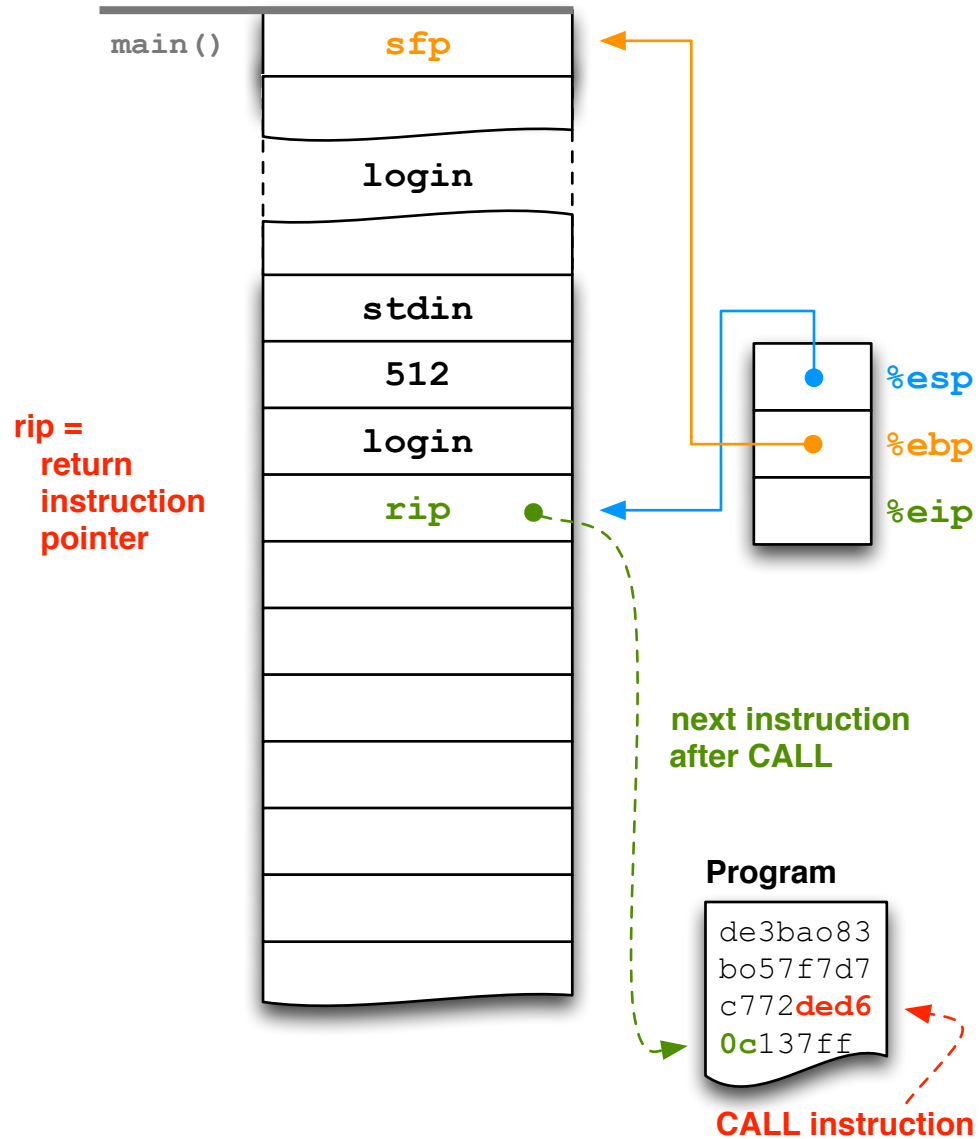 main()
sfp
login
stdin
512
login
rip
rip =
return
instruction
pointer
%esp
%ebp
%eip
next instruction
after CALL
Program
de3bao83
bo57f7d7
c772ded6
0c137ff
CALL instruction